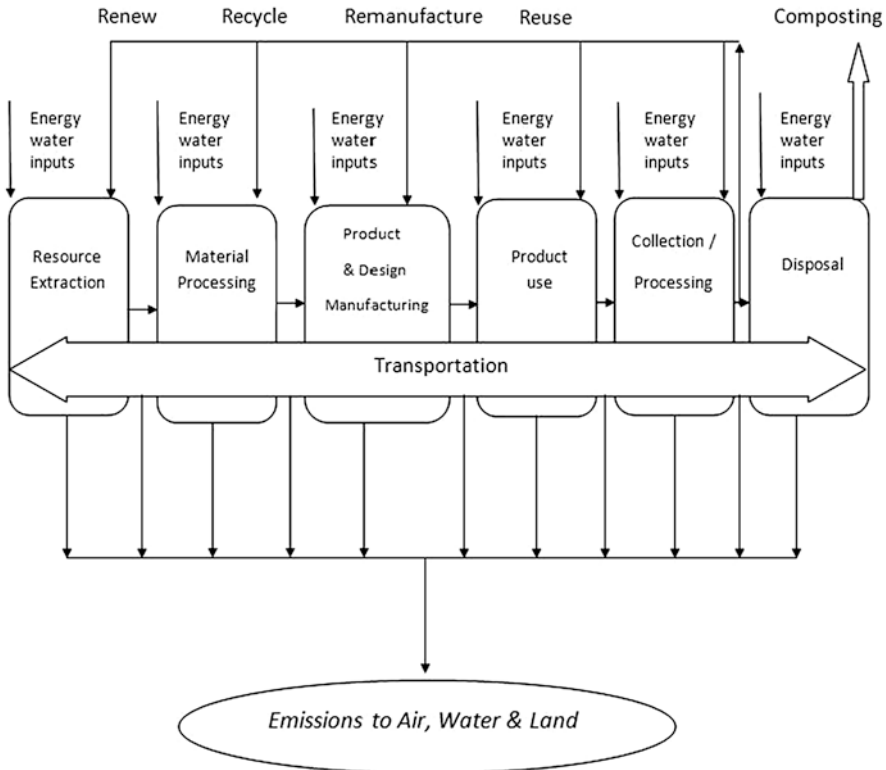 Renew
Recycle
Remanufacture
Reuse
Composting
Energy
water
inputs
Energy
water
inputs
Energy
water
inputs
Energy
water
inputs
Energy
water
inputs
Energy
water
inputs
Resource
Extraction
Material
Processing
Product
& Design
Manufacturing
Product
use
Collection /
Processing
Disposal
Transportation
Emissions to Air, Water & Land